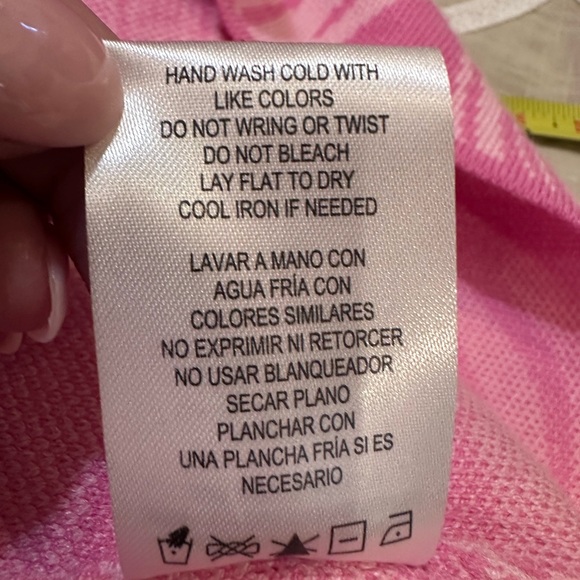 HAND WASH COLD WITH
LIKE COLORS
DO NOT WRING OR TWIST
DO NOT BLEACH
LAY FLAT TO DRY
COOL IRON IF NEEDED
LAVAR A MANO CON
AGUA FRÍA CON
COLORES SIMILARES
NO EXPRIMIR NI RETORCER
NO USAR BLANQUEADOR
SECAR PLANO
PLANCHAR CON
UNA PLANCHA FRÍA SI ES
NECESARIO